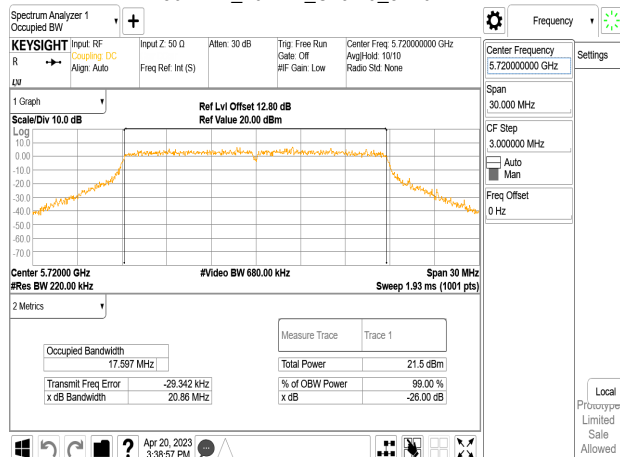 Spectrum Analyzer 1
Occupied BW
Frequency
KEYSIGHT
R
Input: RF
Coupling: DC
Align: Auto
Input Z: 50 Ω
Freq Ref: Int (S)
Atten: 30 dB
Trig: Free Run
Gate: Off
#IF Gain: Low
Center Freq: 5.720000000 GHz
Avg|Hold: 10/10
Radio Std: None
LXI
1 Graph
Scale/Div 10.0 dB
Ref Lvl Offset 12.80 dB
Ref Value 20.00 dBm
Log
10.0
0.00
-10.0
-20.0
-30.0
-40.0
-50.0
-60.0
-70.0
Center 5.72000 GHz
#Video BW 680.00 kHz
Span 30 MHz
#Res BW 220.00 kHz
Sweep 1.93 ms (1001 pts)
2 Metrics
Measure Trace
Trace 1
Occupied Bandwidth
17.597 MHz
Total Power
21.5 dBm
Transmit Freq Error
-29.342 kHz
% of OBW Power
99.00 %
x dB Bandwidth
20.86 MHz
x dB
-26.00 dB
Apr 20, 2023
3:38:57 PM
Center Frequency
5.720000000 GHz
Settings
Span
30.000 MHz
CF Step
3.000000 MHz
Auto
Man
Freq Offset
0 Hz
Local
Prototype
Limited
Sale
Allowed